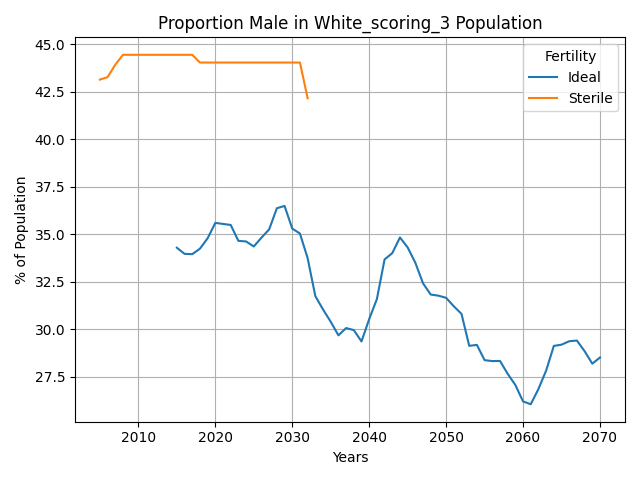 Proportion Male in White_scoring_3 Population
45.0
42.5
40.0
37.5
35.0
32.5
30.0
27.5
% of Population
Fertility
Ideal
Sterile
2010 2020 2030 2040 2050 2060 2070
Years